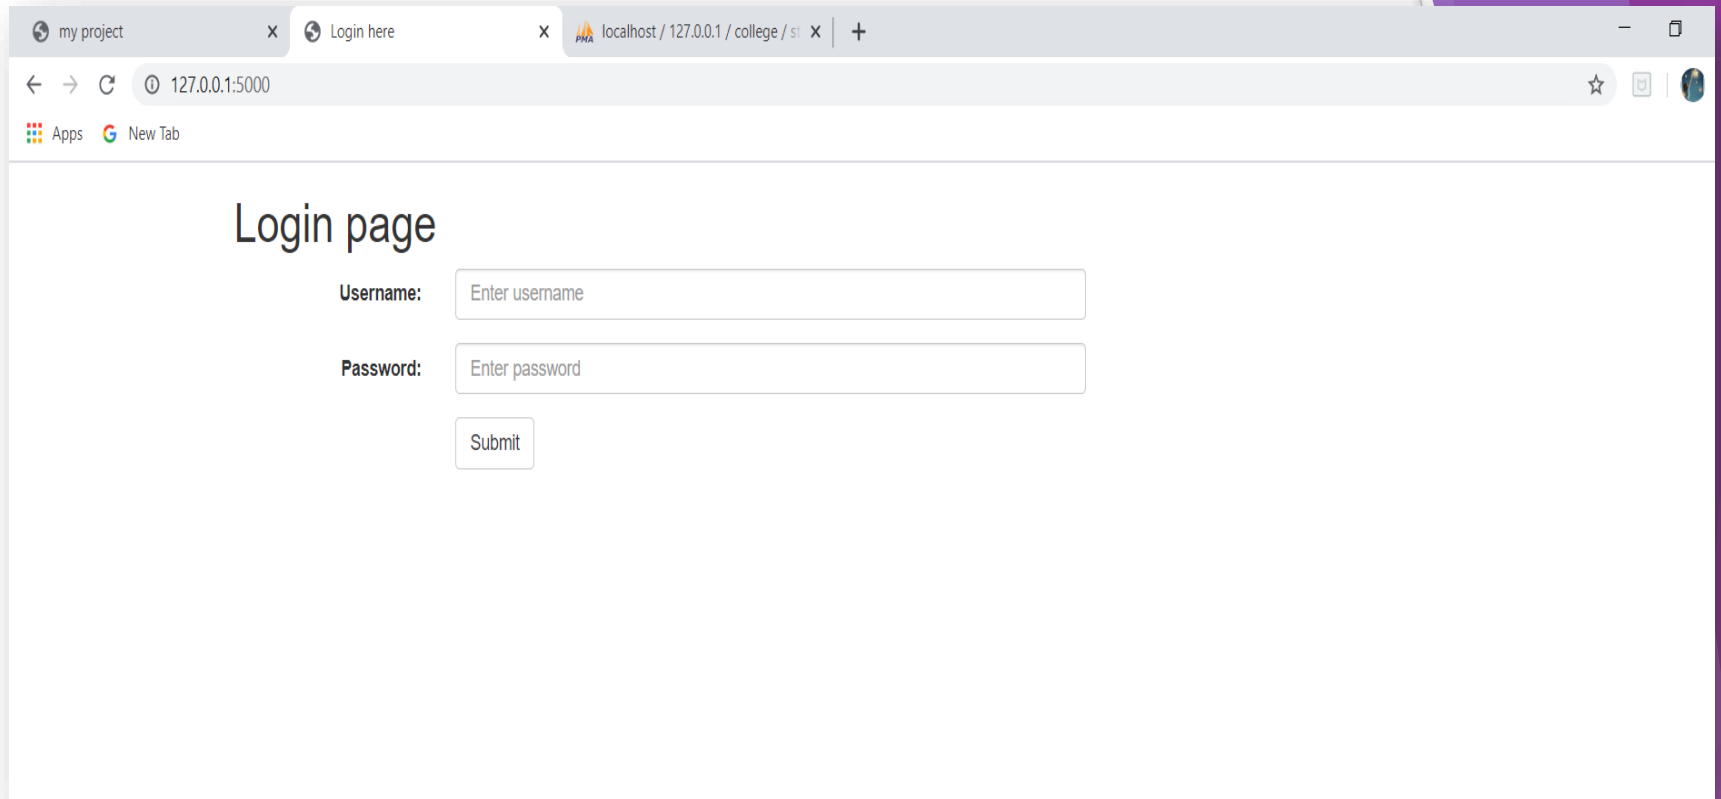 my project
Login here
PMA localhost / 127.0.0.1 / college / st
127.0.0.1:5000
Apps New Tab
Login page
Username: Enter username
Password: Enter password
Submit